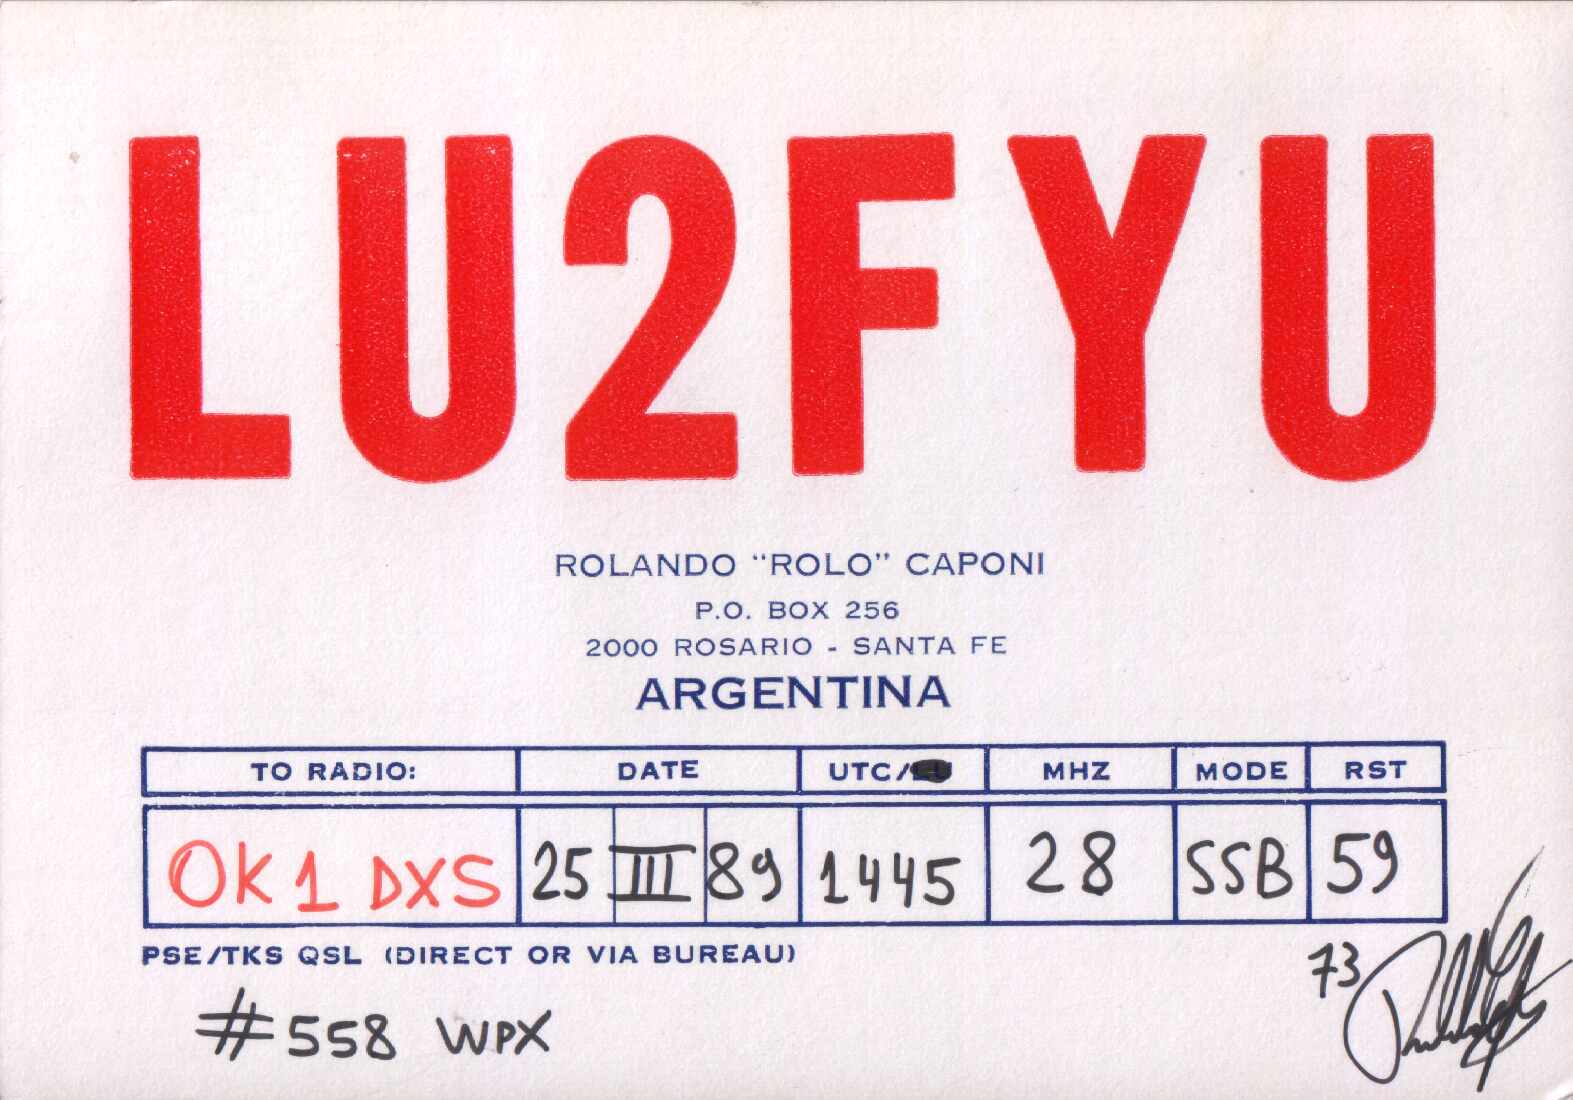 LU2FYU
ROLANDO "ROLO" CAPONI
P.O. BOX 256
2000 ROSARIO - SANTA FE
ARGENTINA
TO RADIO: DATE UTC/ MHZ MODE RST
OK1DXS 25 III 89 1445 28 SSB 59
PSE/TKS QSL (DIRECT OR VIA BUREAU)
73
#558 WPX